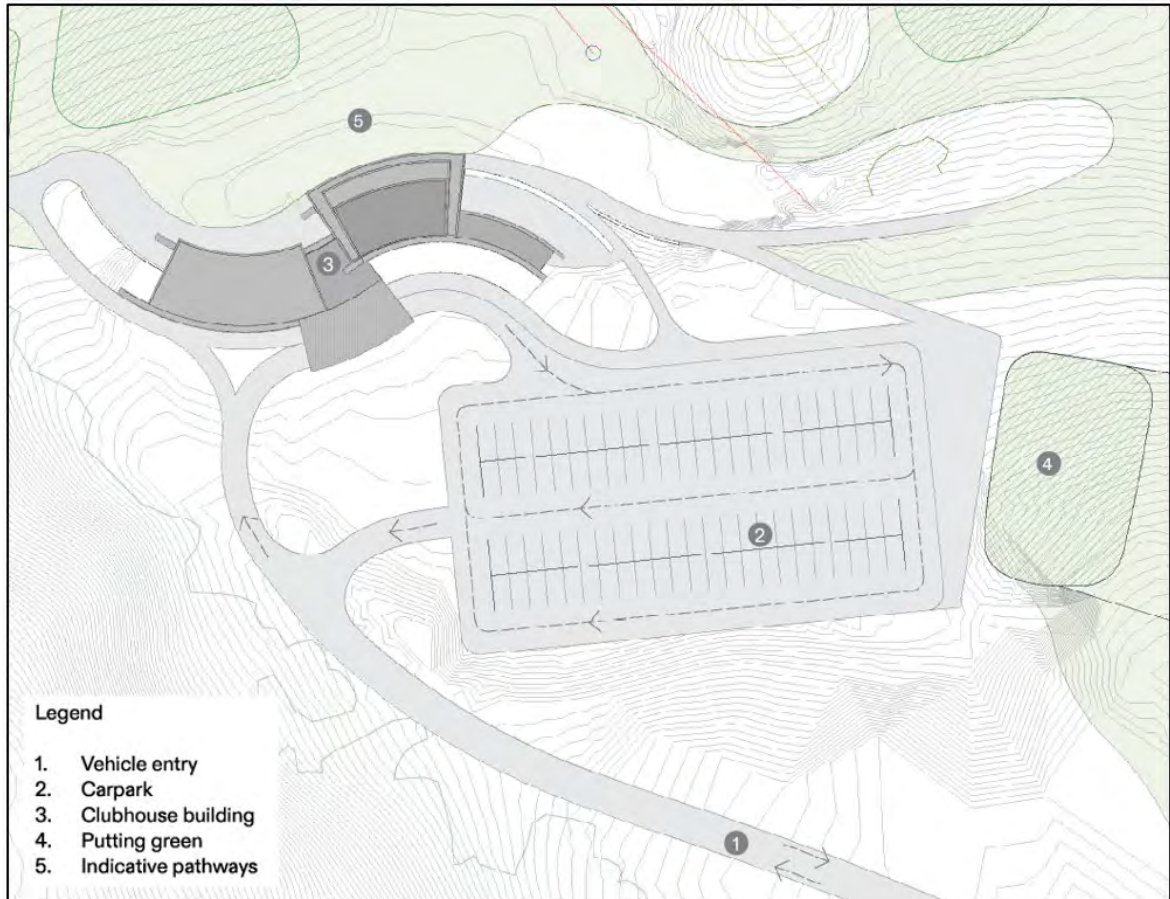 5
3
4
2
Legend
1. Vehicle entry
2. Carpark
3. Clubhouse building
4. Putting green
5. Indicative pathways
1